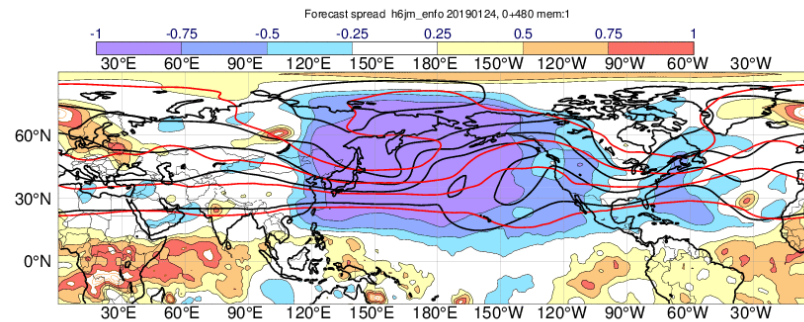 Forecast spread h6jm_enfo 20190124, 0+480 mem:1
-1 -0.75 -0.5 -0.25 0.25 0.5 0.75 1
30°E 60°E 90°E 120°E 150°E 180°E 150°W 120°W 90°W 60°W 30°W
60°N
30°N
0°N
30°E 60°E 90°E 120°E 150°E 180°E 150°W 120°W 90°W 60°W 30°W